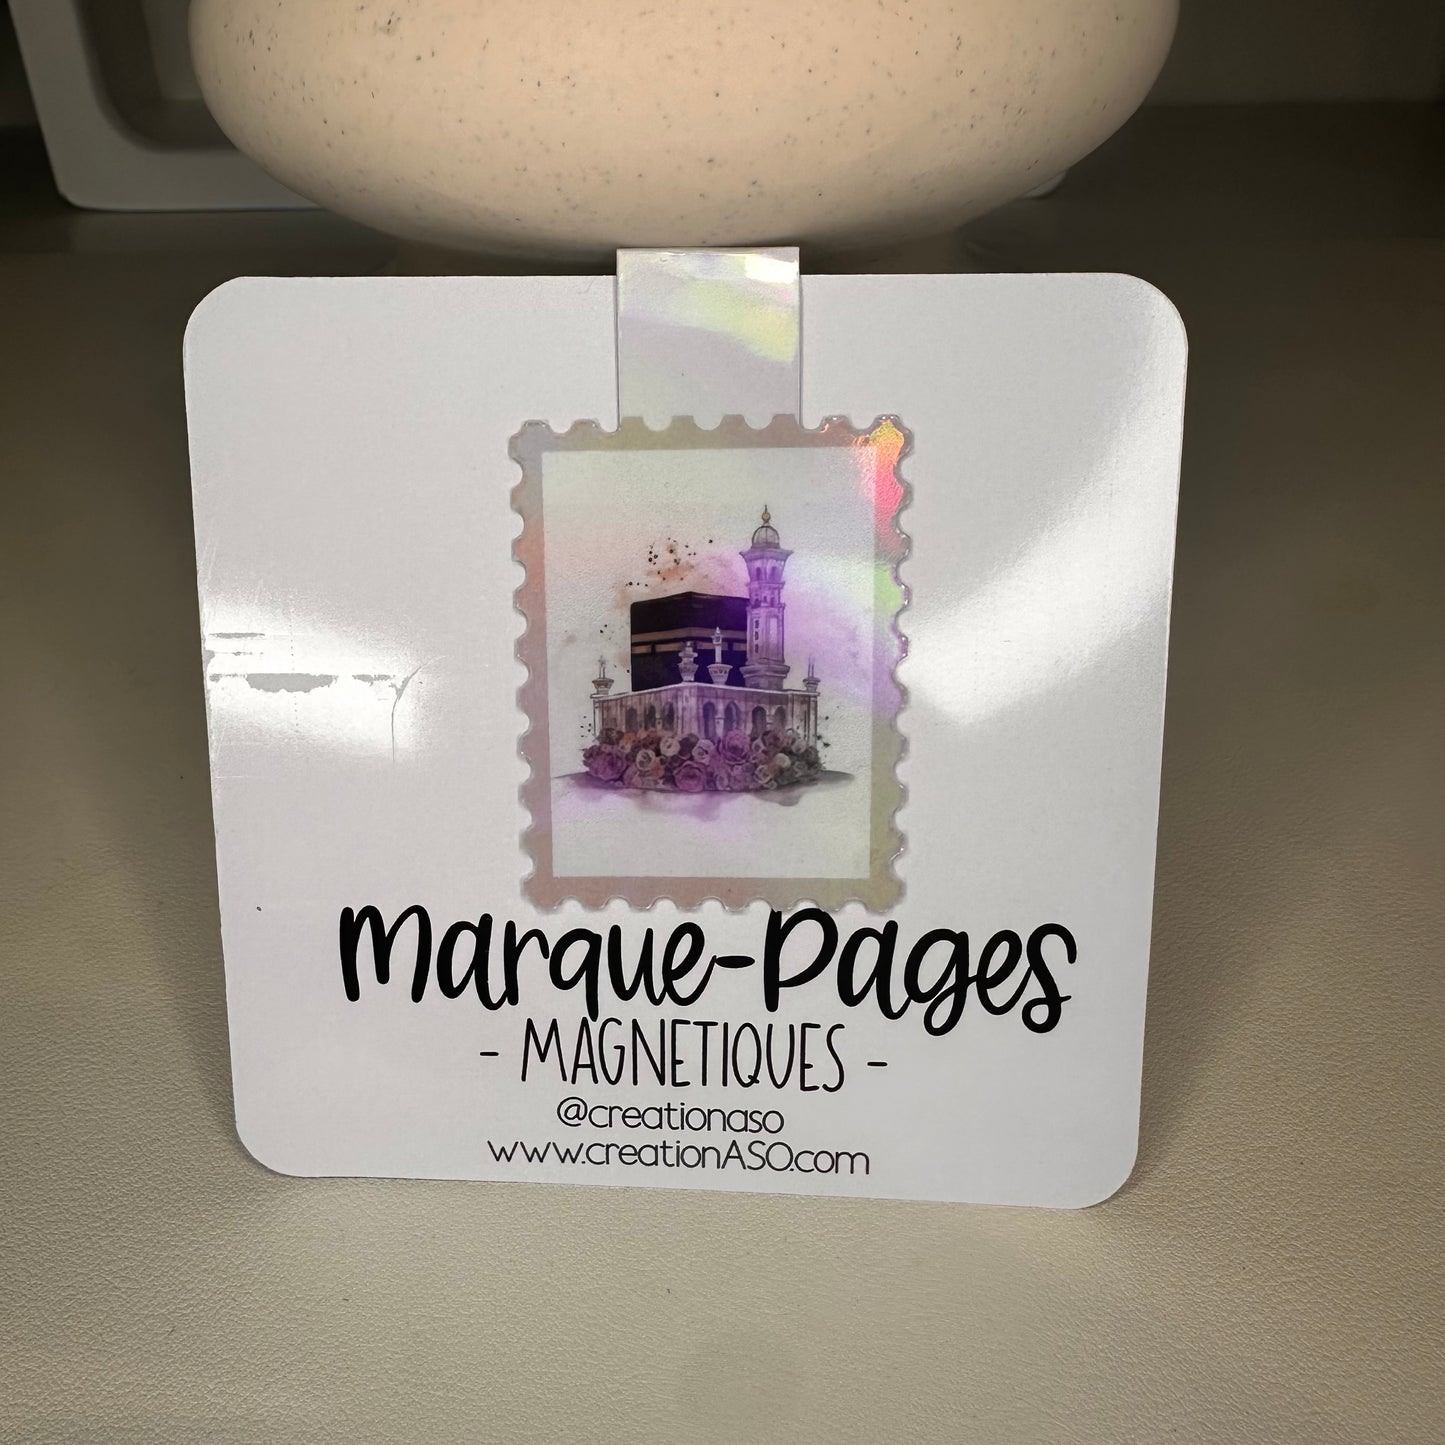 Marque-Pages
- MAGNETIQUES -
@creationaso
www.creationASO.com